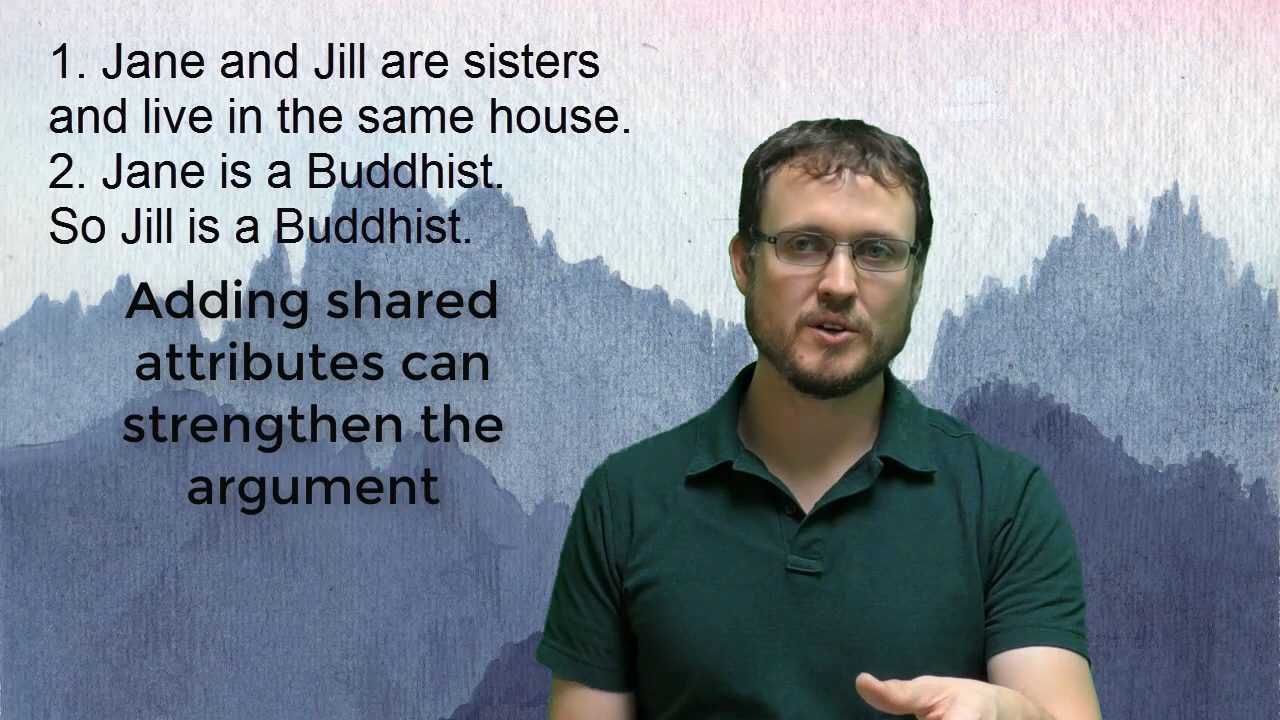 1. Jane and Jill are sisters
and live in the same house.
2. Jane is a Buddhist.
So Jill is a Buddhist.
Adding shared
attributes can
strengthen the
argument